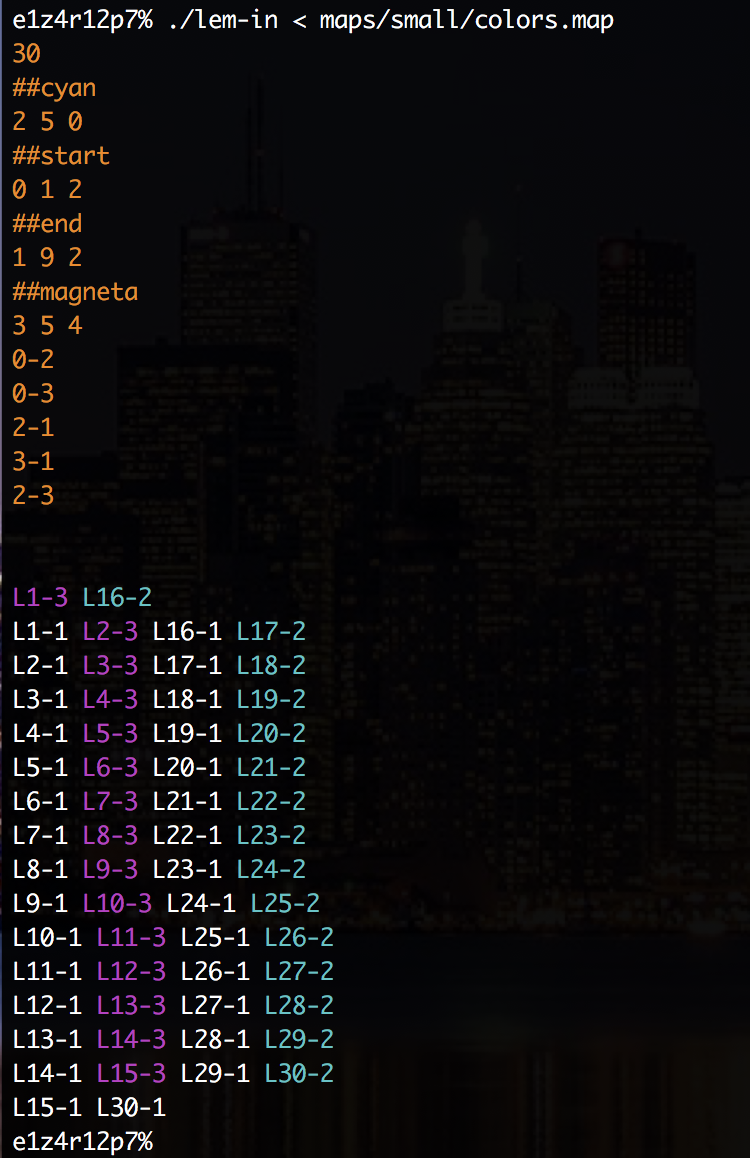 e1z4r12p7% ./lem-in < maps/small/colors.map
30
##cyan
2 5 0
##start
0 1 2
##end
1 9 2
##magneta
3 5 4
0-2
0-3
2-1
3-1
2-3
L1-3 L16-2
L1-1 L2-3 L16-1 L17-2
L2-1 L3-3 L17-1 L18-2
L3-1 L4-3 L18-1 L19-2
L4-1 L5-3 L19-1 L20-2
L5-1 L6-3 L20-1 L21-2
L6-1 L7-3 L21-1 L22-2
L7-1 L8-3 L22-1 L23-2
L8-1 L9-3 L23-1 L24-2
L9-1 L10-3 L24-1 L25-2
L10-1 L11-3 L25-1 L26-2
L11-1 L12-3 L26-1 L27-2
L12-1 L13-3 L27-1 L28-2
L13-1 L14-3 L28-1 L29-2
L14-1 L15-3 L29-1 L30-2
L15-1 L30-1
e1z4r12p7%